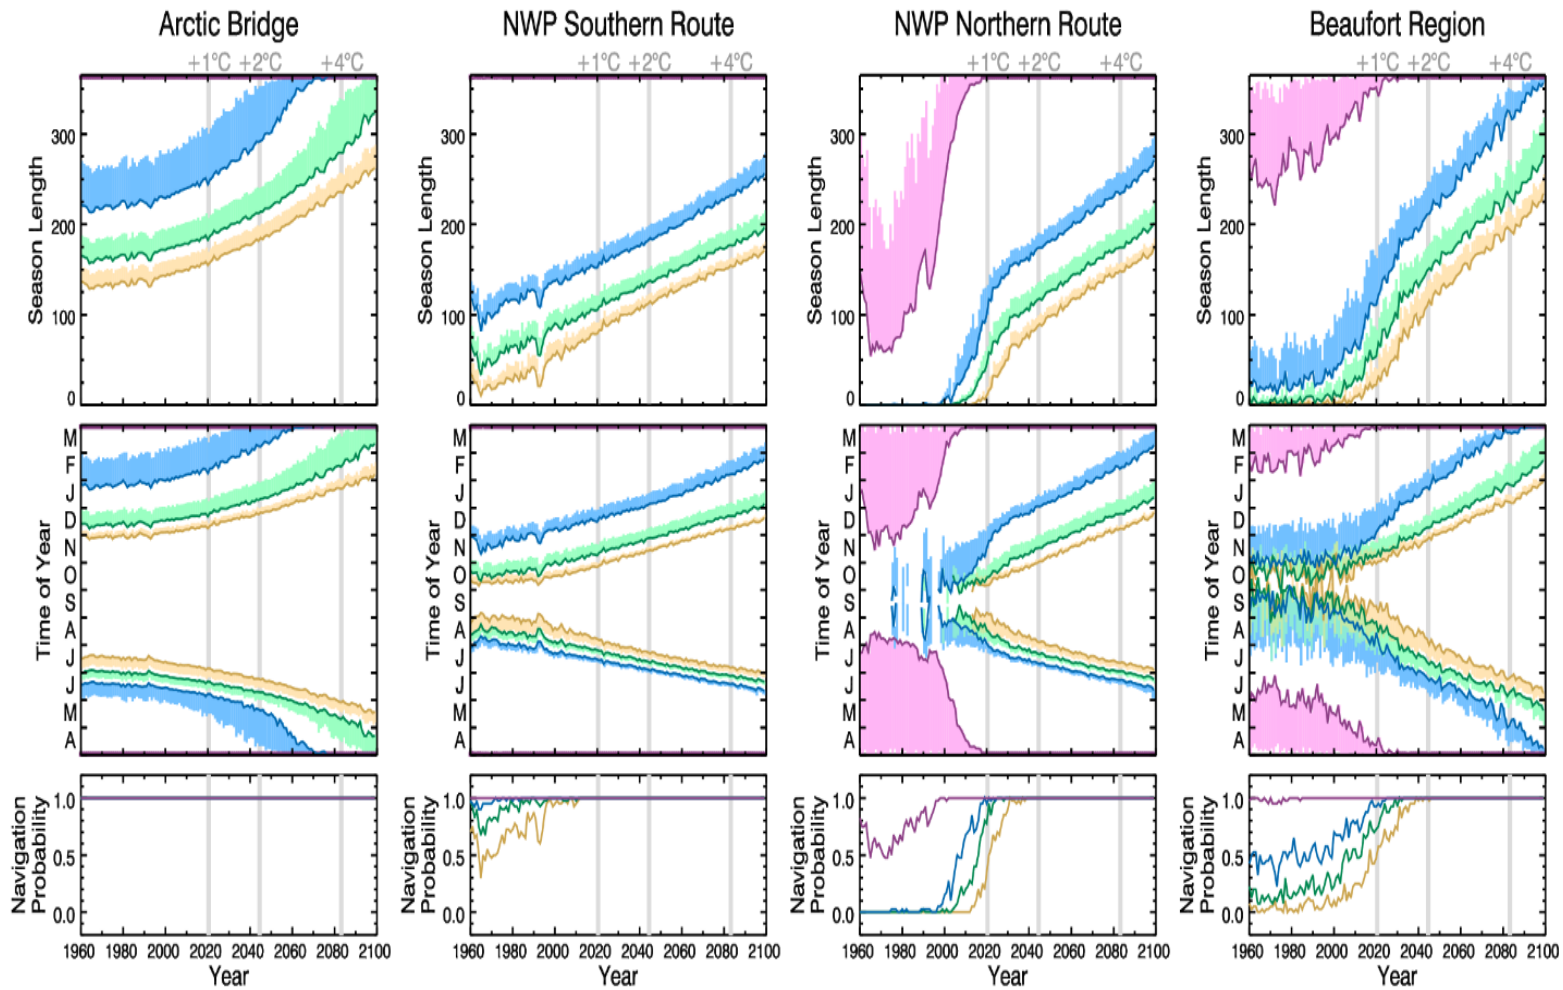 Arctic Bridge
NWP Southern Route
NWP Northern Route
Beaufort Region
+1°C +2°C +4°C
+1°C +2°C +4°C
+1°C +2°C +4°C
+1°C +2°C +4°C
Season Length
300
200
100
0
Season Length
300
200
100
0
Season Length
300
200
100
0
Season Length
300
200
100
0
Time of Year
M
F
J
D
N
O
S
A
J
J
M
A
Time of Year
M
F
J
D
N
O
S
A
J
J
M
A
Time of Year
M
F
J
D
N
O
S
A
J
J
M
A
Time of Year
M
F
J
D
N
O
S
A
J
J
M
A
Navigation
Probability
1.0
0.5
0.0
Navigation
Probability
1.0
0.5
0.0
Navigation
Probability
1.0
0.5
0.0
Navigation
Probability
1.0
0.5
0.0
1960 1980 2000 2020 2040 2060 2080 2100
Year
1960 1980 2000 2020 2040 2060 2080 2100
Year
1960 1980 2000 2020 2040 2060 2080 2100
Year
1960 1980 2000 2020 2040 2060 2080 2100
Year